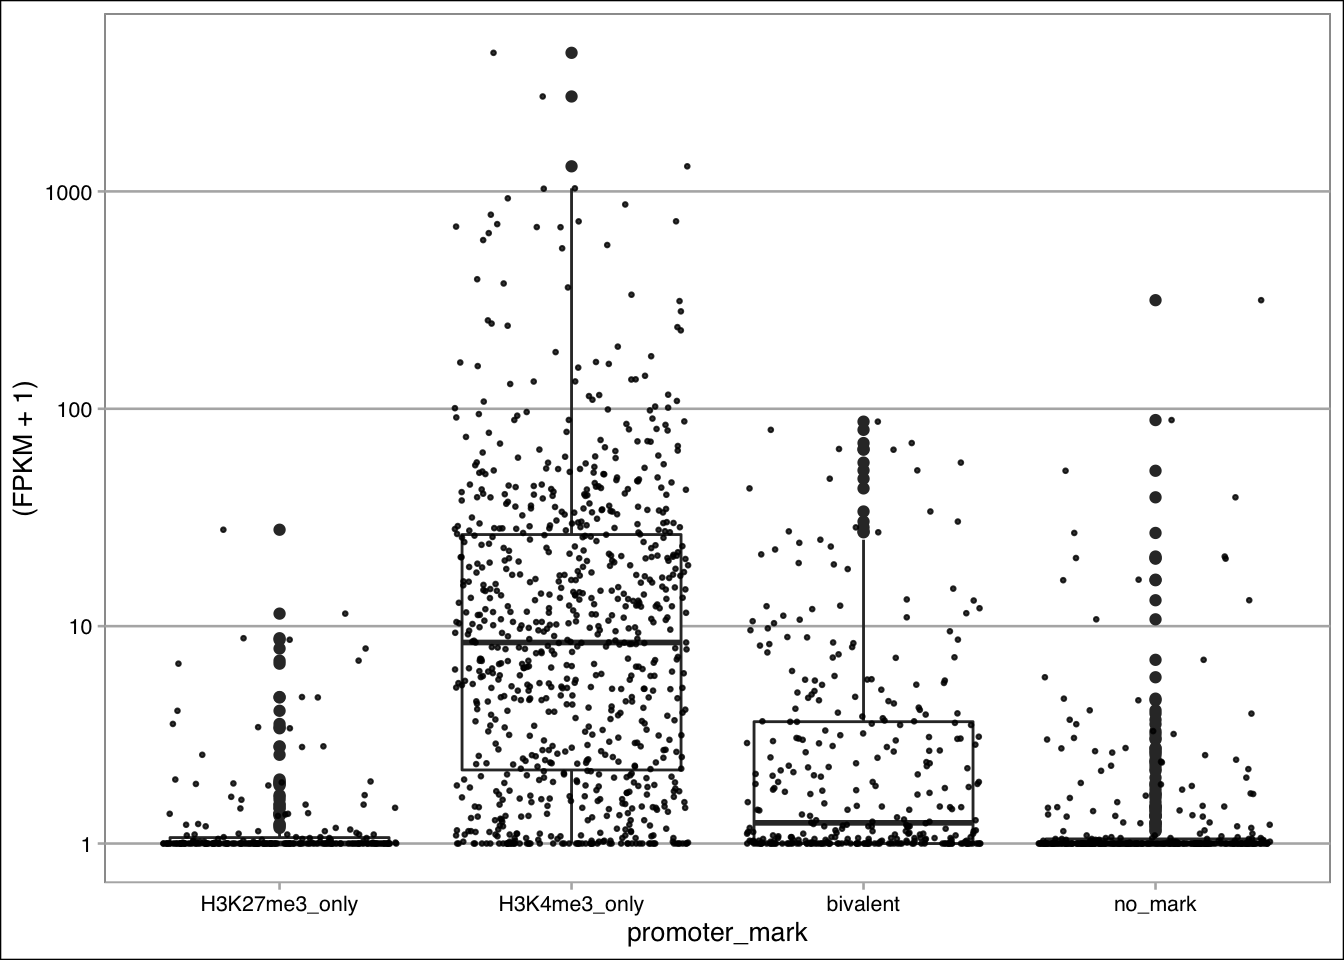 1000
100
10
1
(FPKM + 1)
H3K27me3_only
H3K4me3_only
bivalent
no_mark
promoter_mark